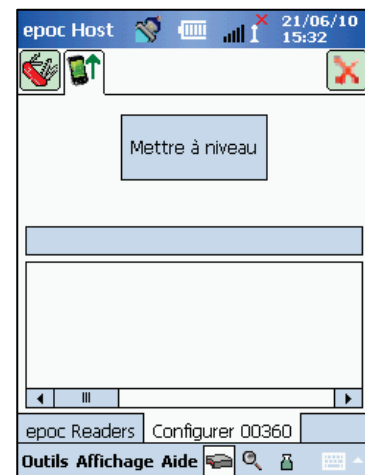 epoc Host 21/06/10
15:32
Mettre à niveau
epoc Readers Configurer 00360
Outils Affichage Aide